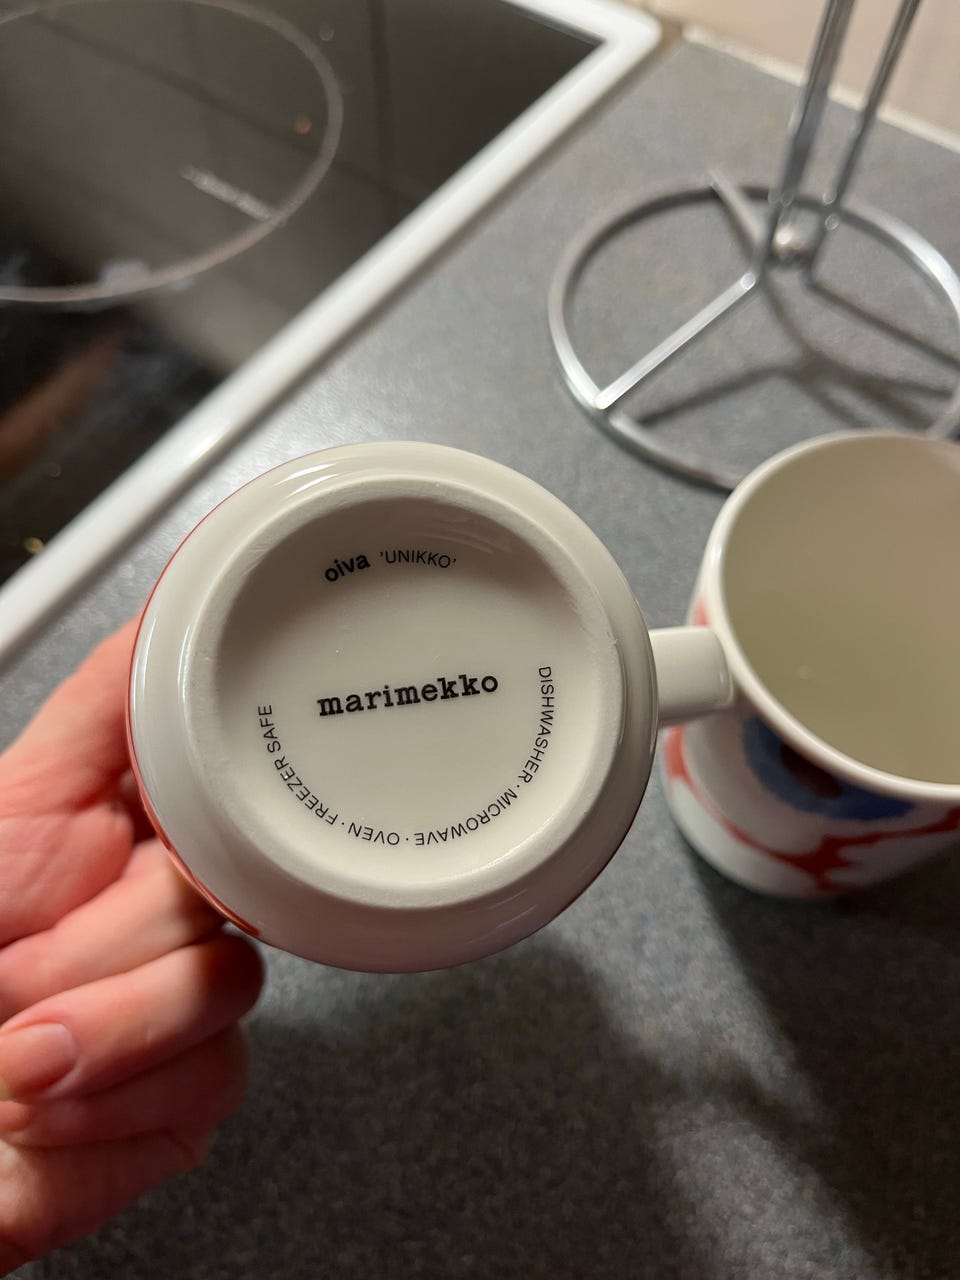 oiva 'UNIKKO'
marimekko
DISHWASHER · MICROWAVE · OVEN · FREEZER SAFE